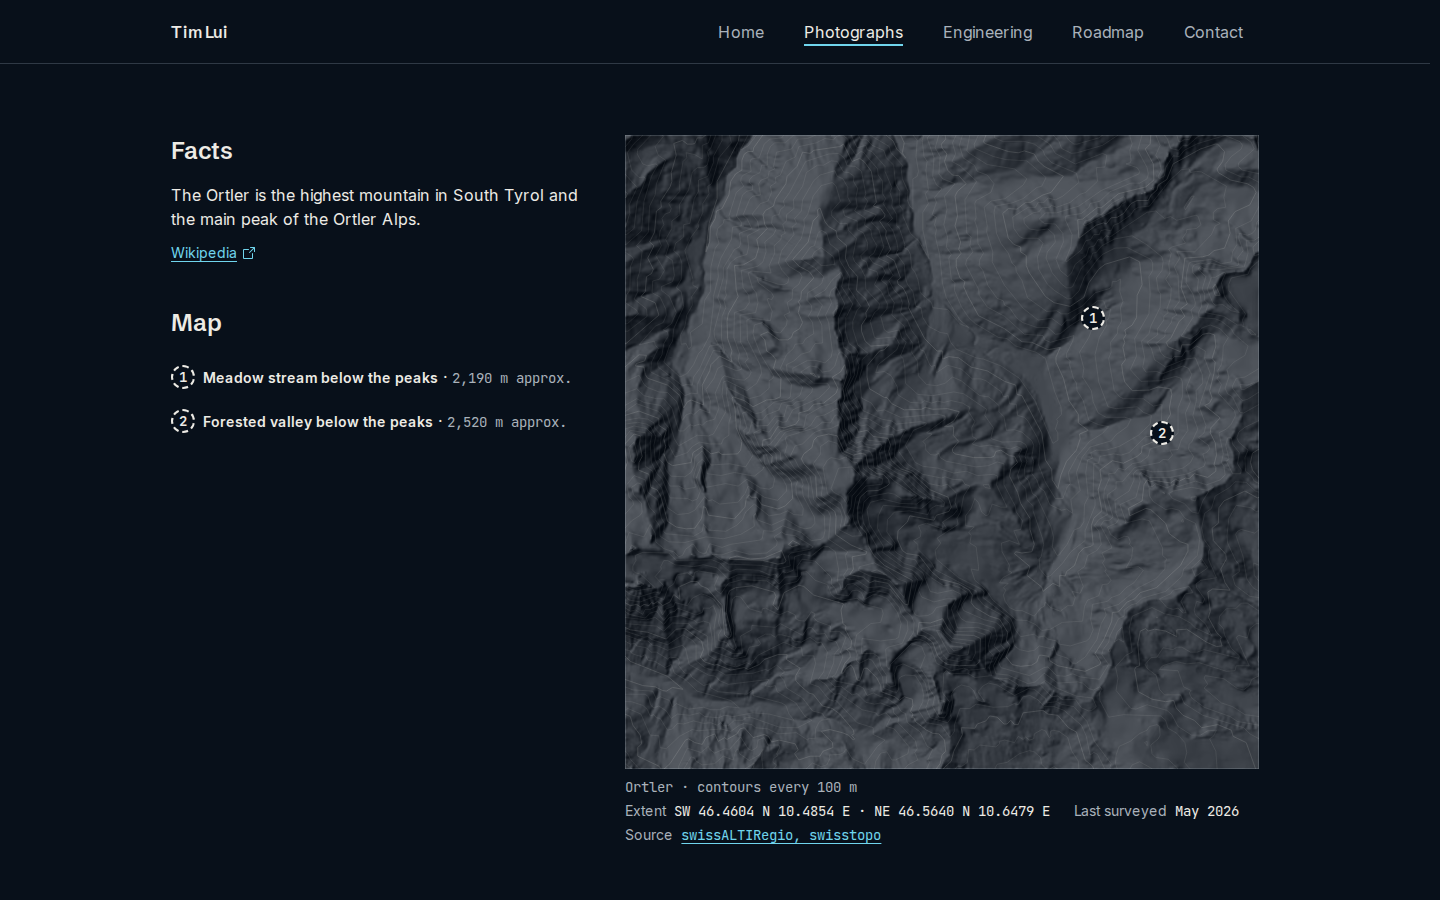 Tim Lui
Home Photographs Engineering Roadmap Contact
Facts
The Ortler is the highest mountain in South Tyrol and
the main peak of the Ortler Alps.
Wikipedia
Map
1 Meadow stream below the peaks · 2,190 m approx.
2 Forested valley below the peaks · 2,520 m approx.
1
2
Ortler · contours every 100 m
Extent SW 46.4604 N 10.4854 E · NE 46.5640 N 10.6479 E Last surveyed May 2026
Source swissALTIRegio, swisstopo